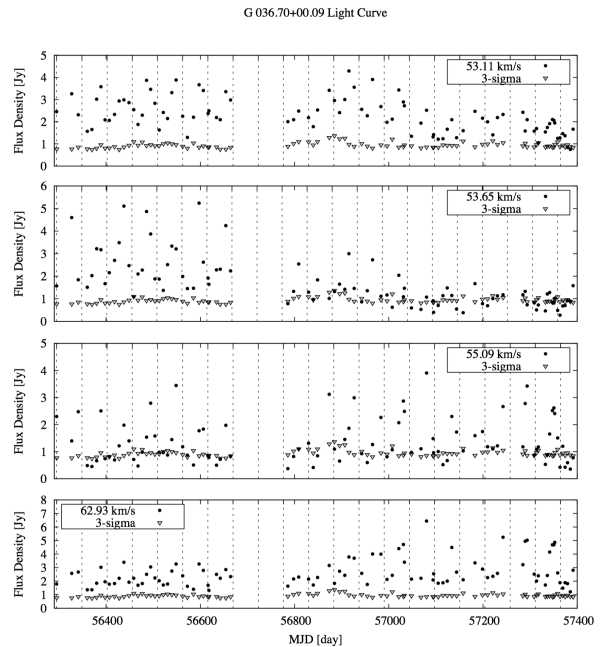 G 036.70+00.09 Light Curve
5
4
3
2
1
0
Flux Density [Jy]
53.11 km/s
3-sigma
6
5
4
3
2
1
0
Flux Density [Jy]
53.65 km/s
3-sigma
5
4
3
2
1
0
Flux Density [Jy]
55.09 km/s
3-sigma
8
7
6
5
4
3
2
1
0
Flux Density [Jy]
62.93 km/s
3-sigma
56400 56600 56800 57000 57200 57400
MJD [day]